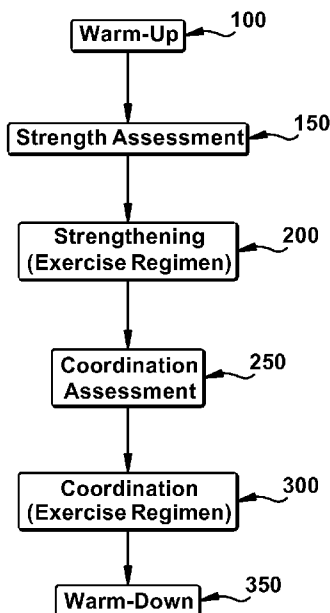 Warm-Up
100
Strength Assessment
150
Strengthening
(Exercise Regimen)
200
Coordination
Assessment
250
Coordination
(Exercise Regimen)
300
Warm-Down
350